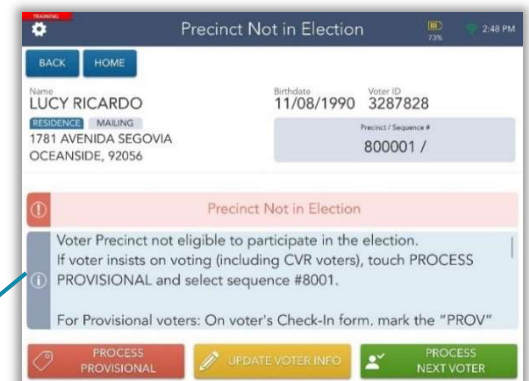 TRAINING
Precinct Not in Election
73%
2:48 PM
BACK
HOME
Name
LUCY RICARDO
Birthdate
11/08/1990
Voter ID
3287828
RESIDENCE
MAILING
1781 AVENIDA SEGOVIA
OCEANSIDE, 92056
Precinct / Sequence #
800001 /
Precinct Not in Election
Voter Precinct not eligible to participate in the election.
If voter insists on voting (including CVR voters), touch PROCESS
PROVISIONAL and select sequence #8001.
For Provisional voters: On voter's Check-In form, mark the “PROV”
PROCESS
PROVISIONAL
UPDATE VOTER INFO
PROCESS
NEXT VOTER